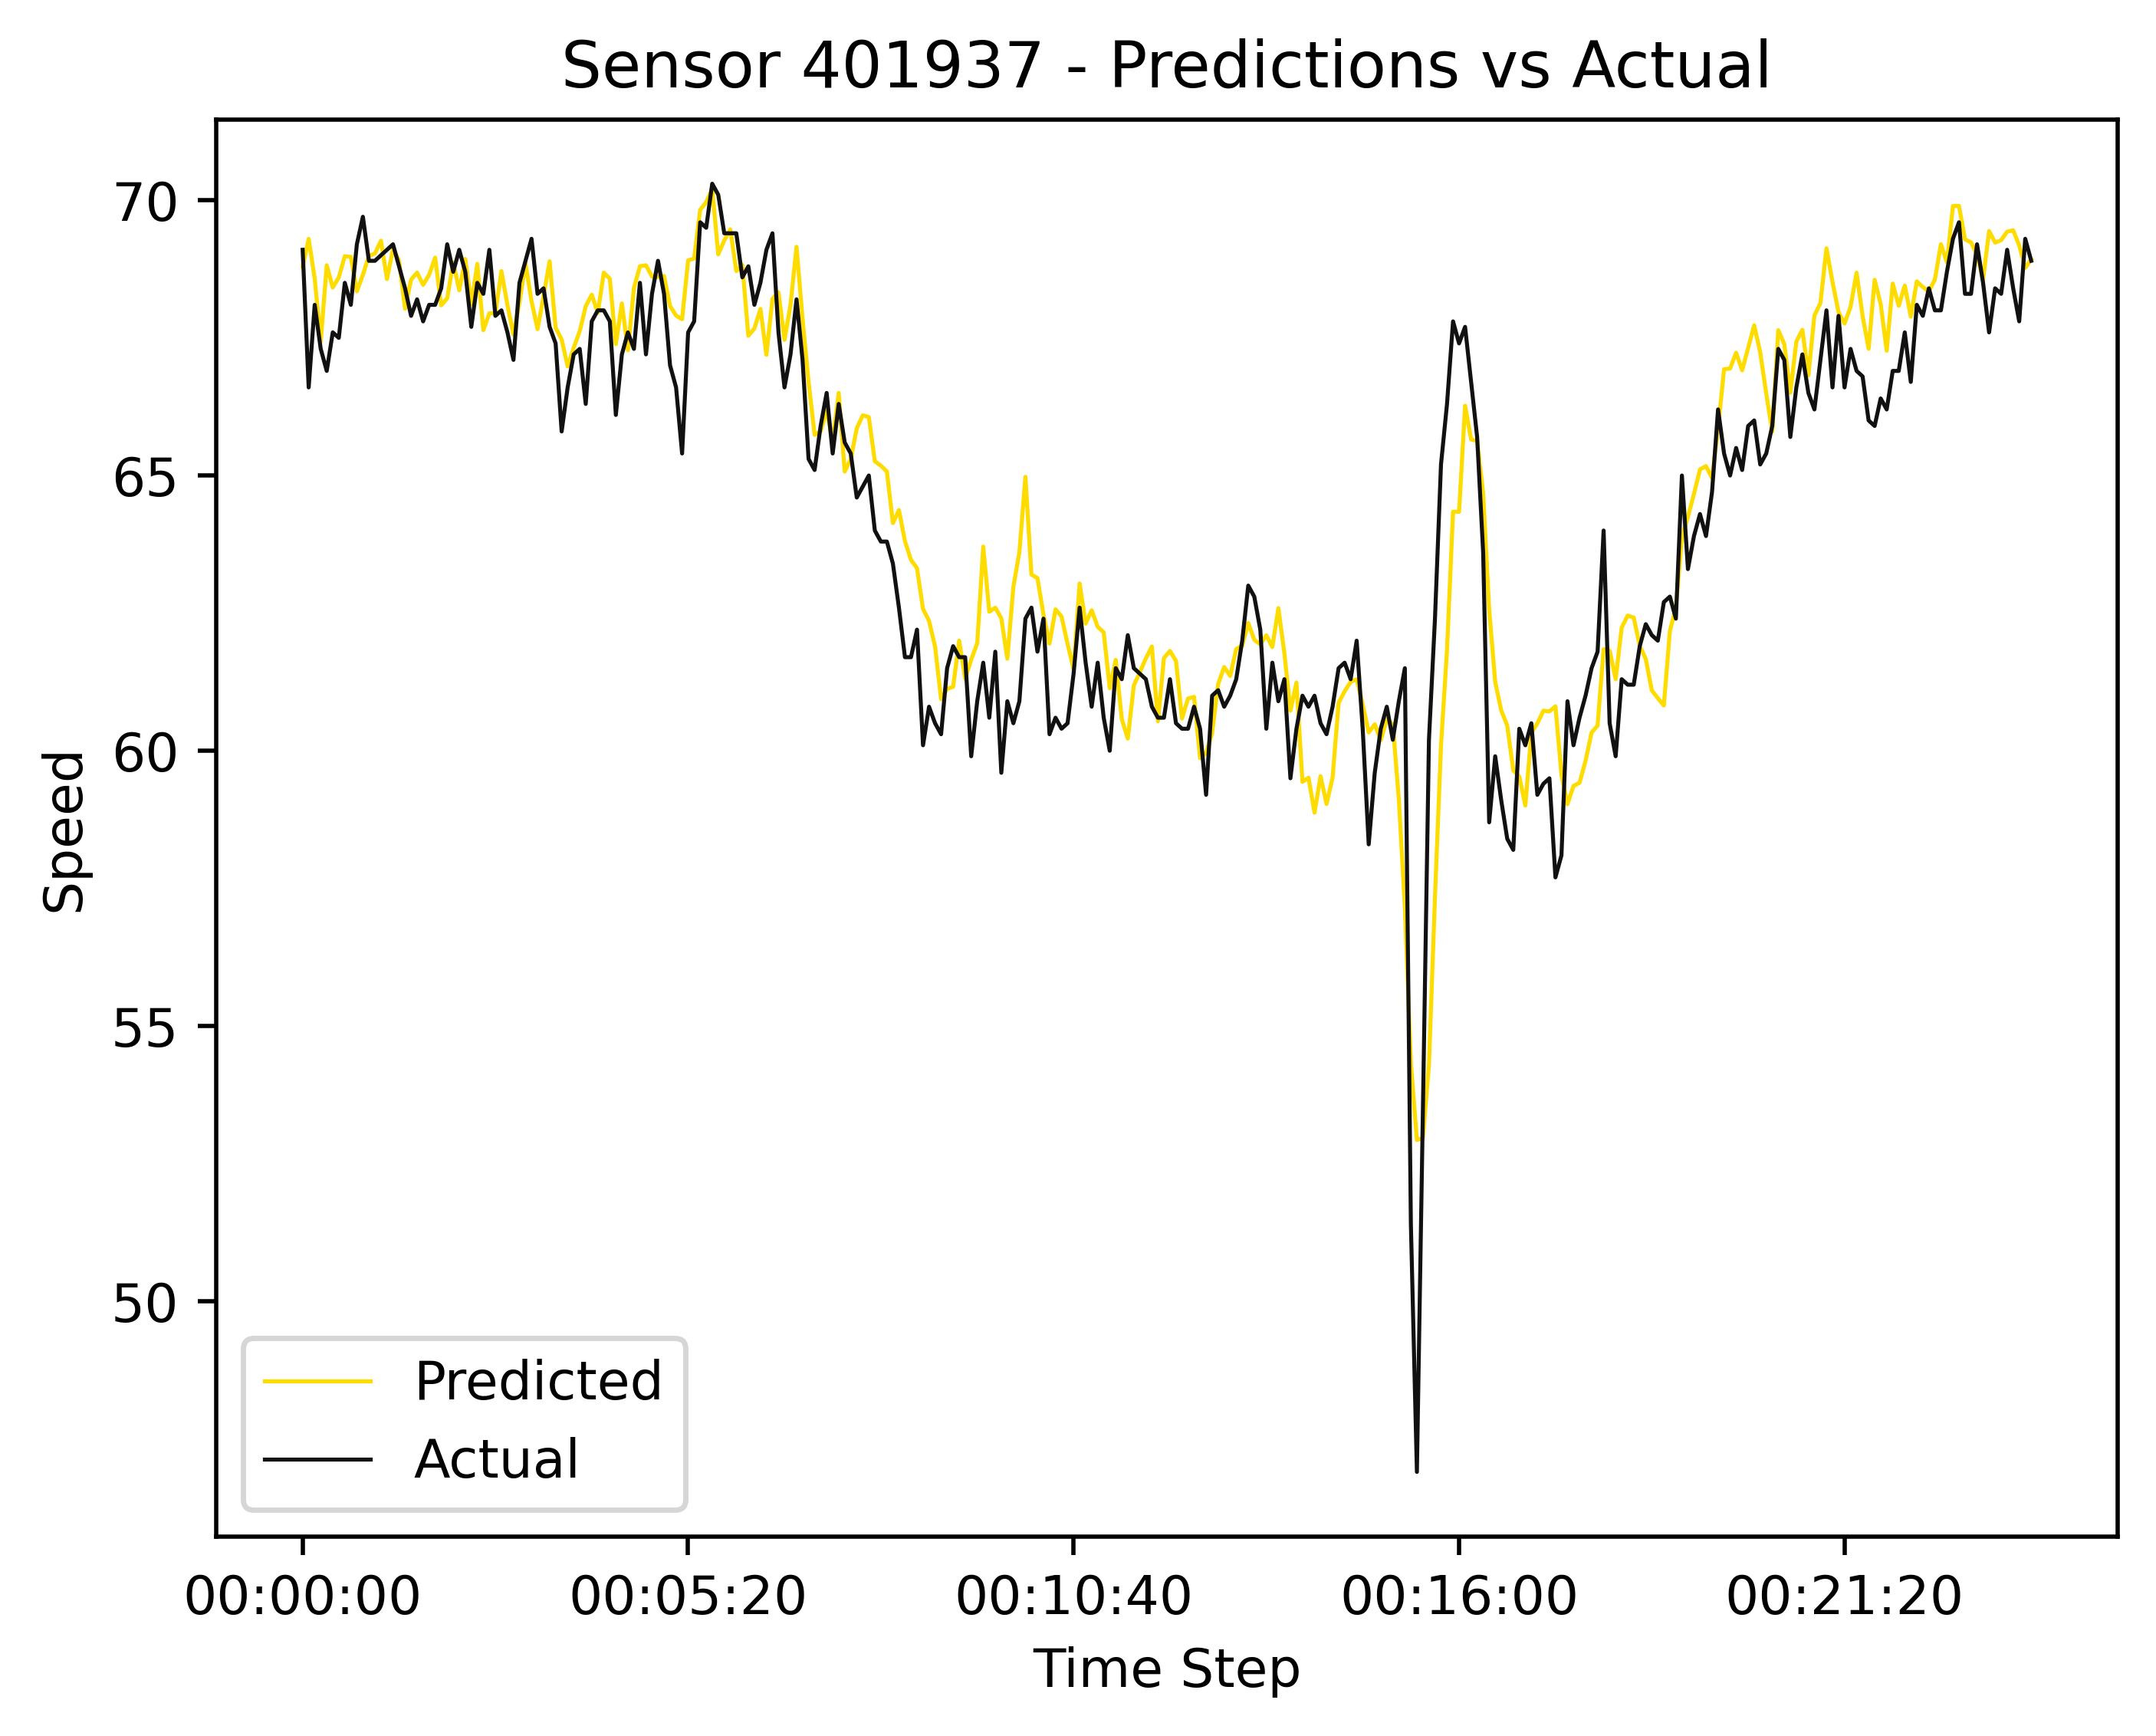 Sensor 401937 - Predictions vs Actual
70
65
60
55
50
Speed
Predicted
Actual
00:00:00 00:05:20 00:10:40 00:16:00 00:21:20
Time Step